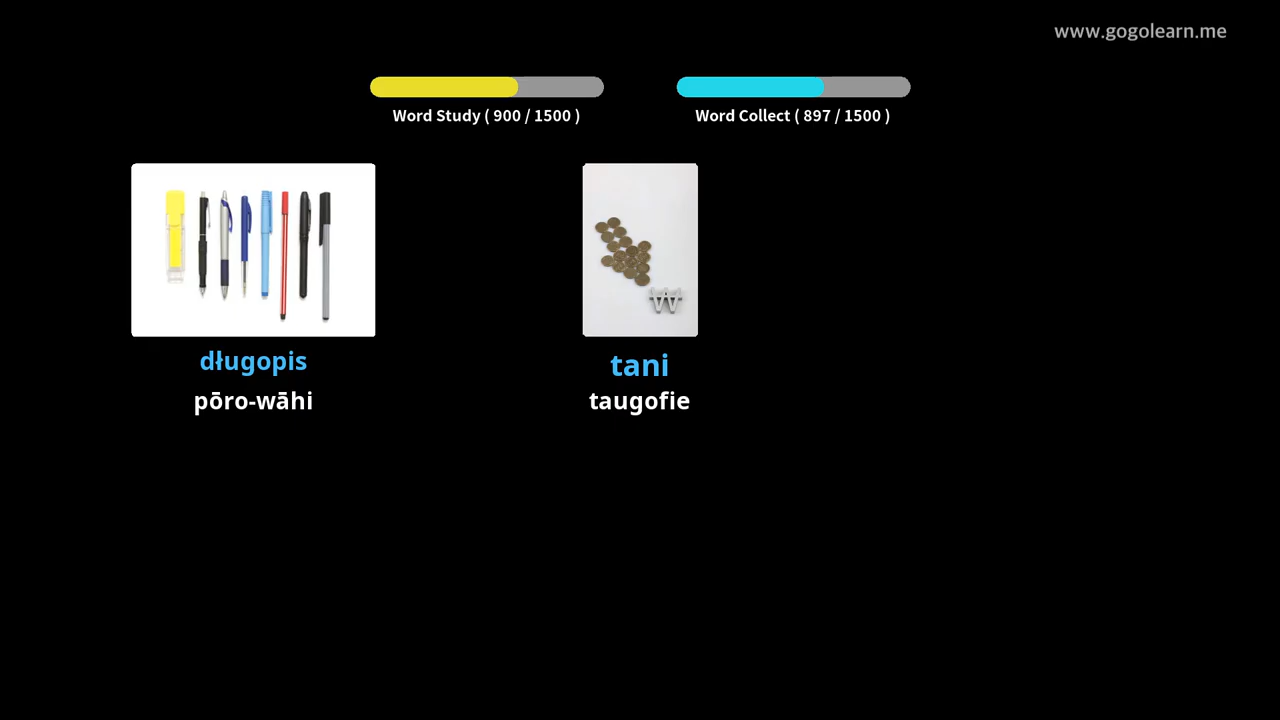 www.gogolearn.me
Word Study ( 900 / 1500 )
Word Collect ( 897 / 1500 )
długopis
pōro-wāhi
tani
taugofie